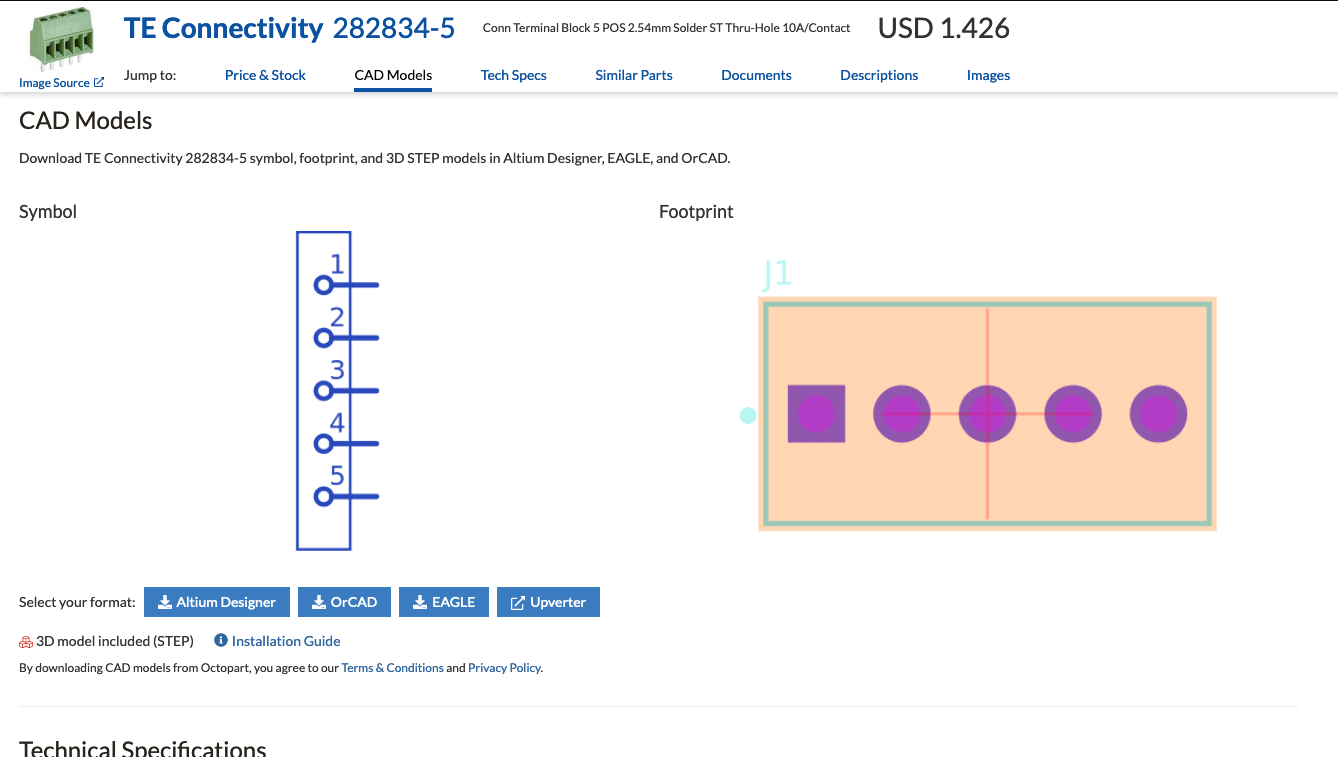 TE Connectivity 282834-5 Conn Terminal Block 5 POS 2.54mm Solder ST Thru-Hole 10A/Contact USD 1.426
Image Source Jump to: Price & Stock CAD Models Tech Specs Similar Parts Documents Descriptions Images
CAD Models
Download TE Connectivity 282834-5 symbol, footprint, and 3D STEP models in Altium Designer, EAGLE, and OrCAD.
Symbol
1
2
3
4
5
Footprint
J1
Select your format: Altium Designer OrCAD EAGLE Upverter
3D model included (STEP) Installation Guide
By downloading CAD models from Octopart, you agree to our Terms & Conditions and Privacy Policy.
Technical Specifications